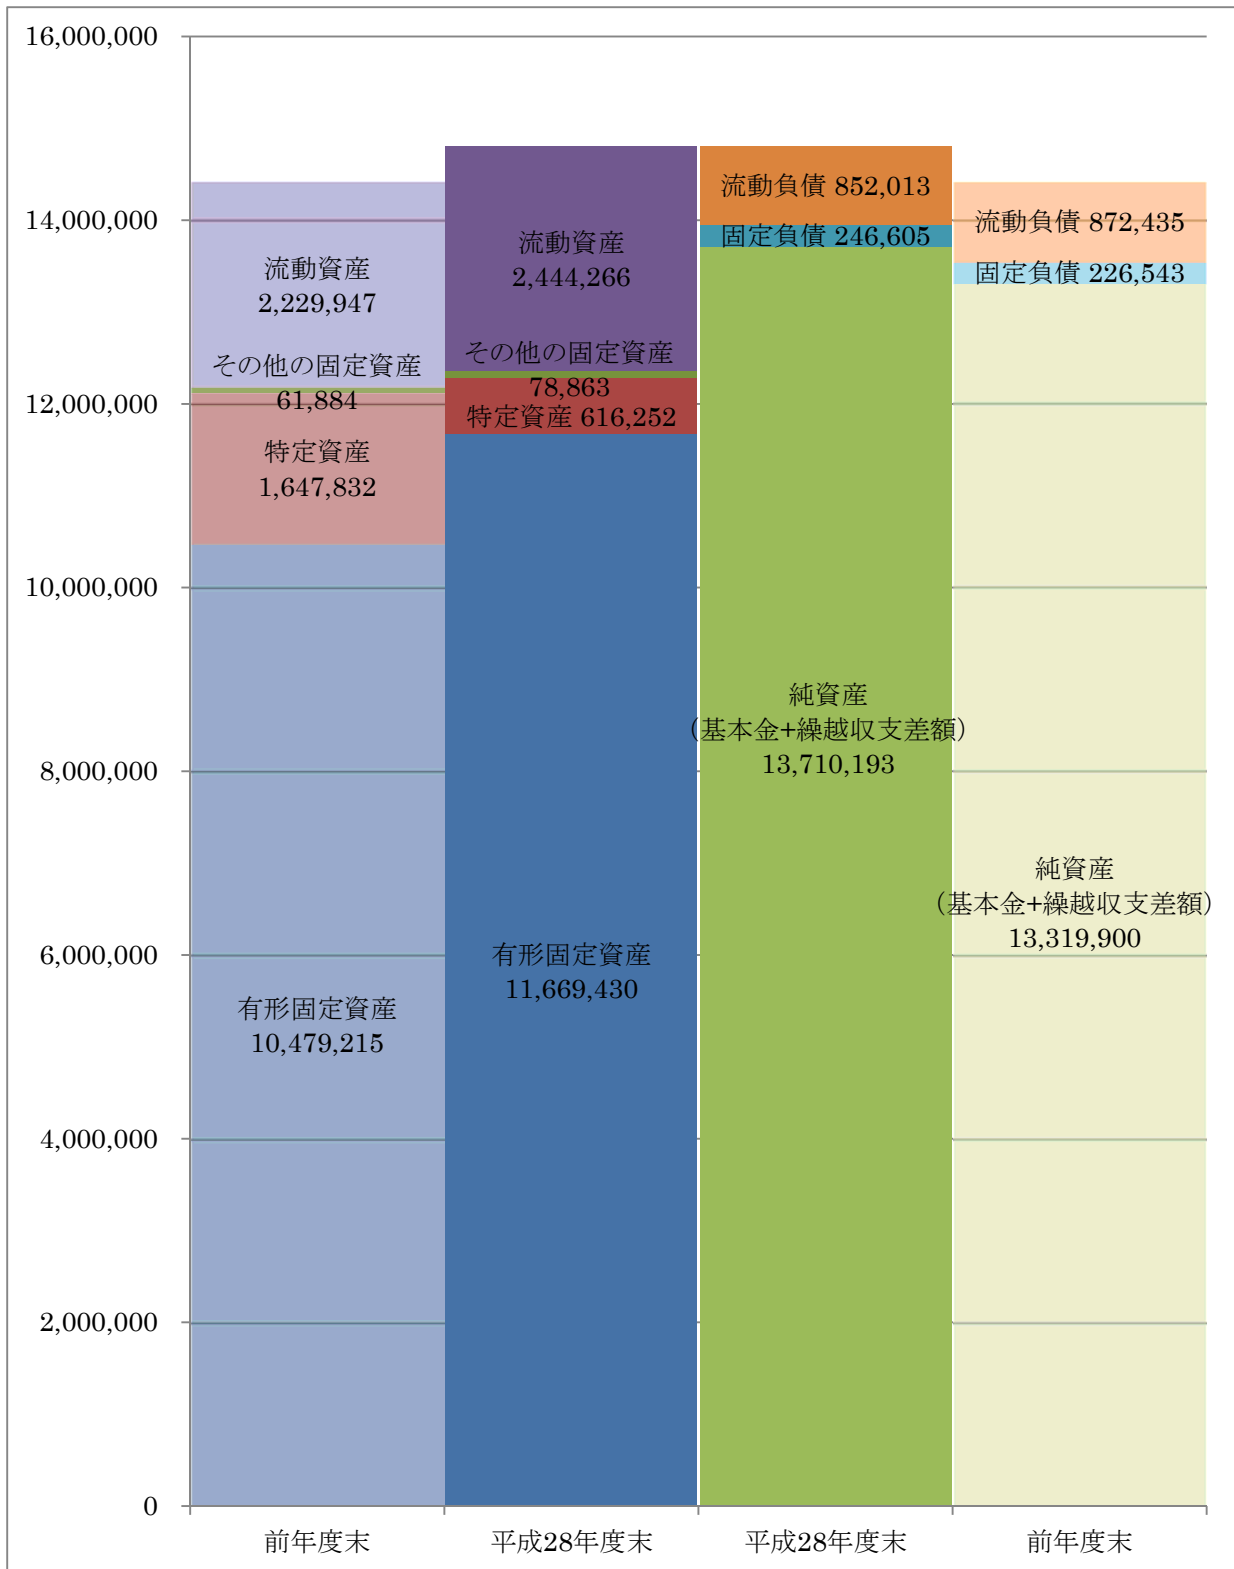 16,000,000
14,000,000
12,000,000
10,000,000
8,000,000
6,000,000
4,000,000
2,000,000
0
流動資産
2,229,947
その他の固定資産
61,884
特定資産
1,647,832
有形固定資産
10,479,215
流動資産
2,444,266
その他の固定資産
78,863
特定資産 616,252
有形固定資産
11,669,430
流動負債 852,013
固定負債 246,605
純資産
（基本金+繰越収支差額）
13,710,193
流動負債 872,435
固定負債 226,543
純資産
（基本金+繰越収支差額）
13,319,900
前年度末
平成28年度末
平成28年度末
前年度末